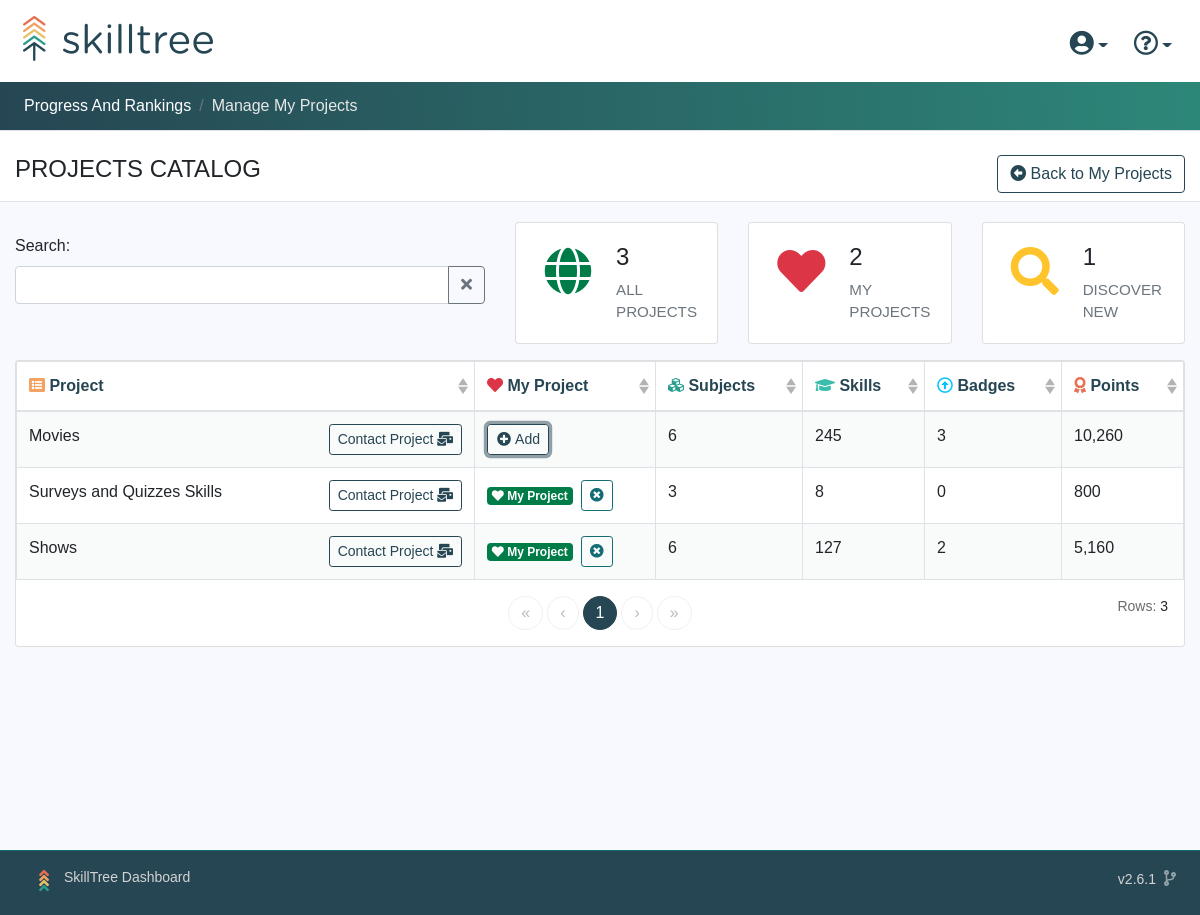 skilltree
Progress And Rankings / Manage My Projects
PROJECTS CATALOG
Back to My Projects
Search:
3
ALL
PROJECTS
2
MY
PROJECTS
1
DISCOVER
NEW
Project My Project Subjects Skills Badges Points
Movies Contact Project Add 6 245 3 10,260
Surveys and Quizzes Skills Contact Project My Project 3 8 0 800
Shows Contact Project My Project 6 127 2 5,160
« ‹ 1 › »
Rows: 3
SkillTree Dashboard
v2.6.1